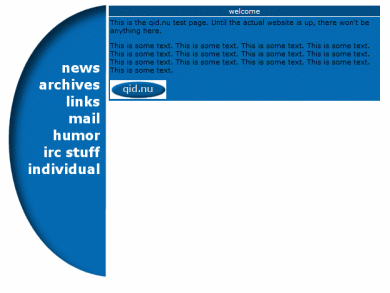 welcome
This is the qid.nu test page. Until the actual website is up, there won't be
anything here.
This is some text. This is some text. This is some text. This is some
text. This is some text. This is some text. This is some text. This is
some text. This is some text. This is some text. This is some text.
This is some text.
qid.nu
news
archives
links
mail
humor
irc stuff
individual